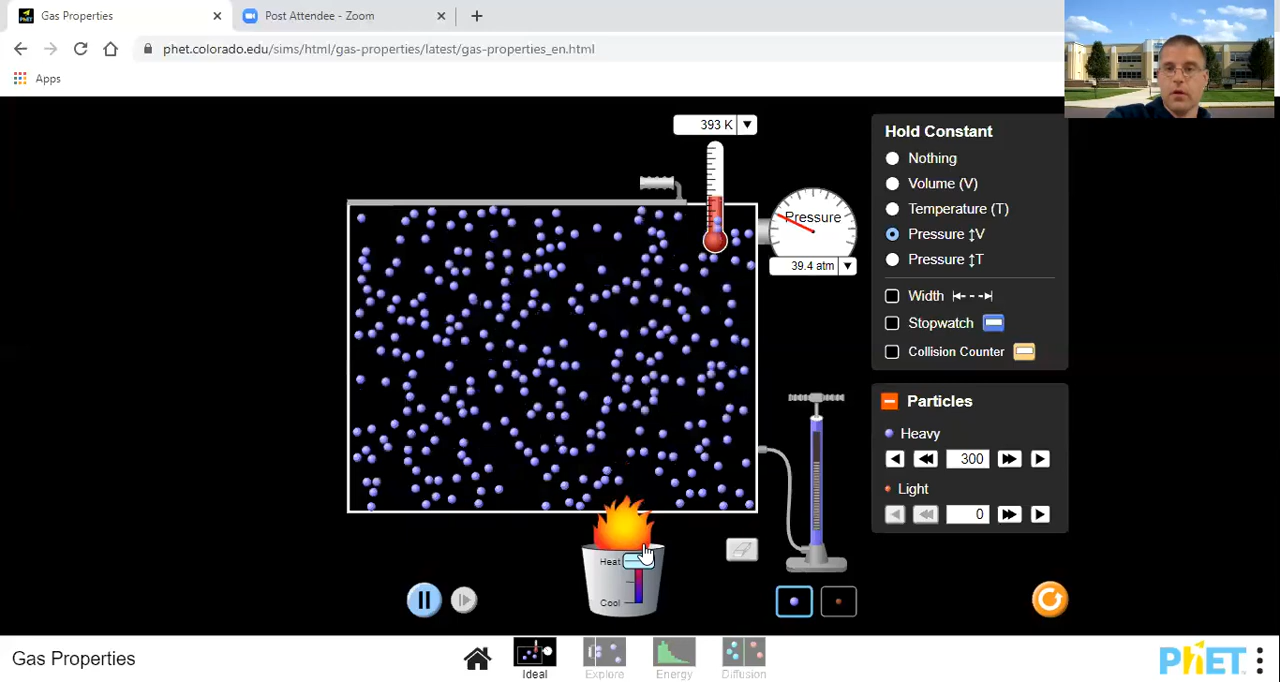 Gas Properties
Post Attendee - Zoom
phet.colorado.edu/sims/html/gas-properties/latest/gas-properties_en.html
Apps
393 K
Pressure
39.4 atm
Hold Constant
Nothing
Volume (V)
Temperature (T)
Pressure ↕V
Pressure ↕T
Width
Stopwatch
Collision Counter
Particles
Heavy
300
Light
0
Heat
Cool
Gas Properties
Ideal
Explore
Energy
Diffusion
PhET